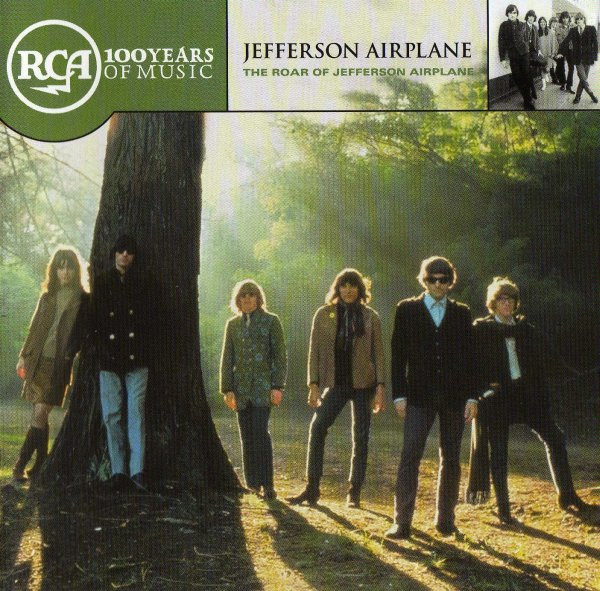 RCA
100 YEARS
OF MUSIC
JEFFERSON AIRPLANE
THE ROAR OF JEFFERSON AIRPLANE